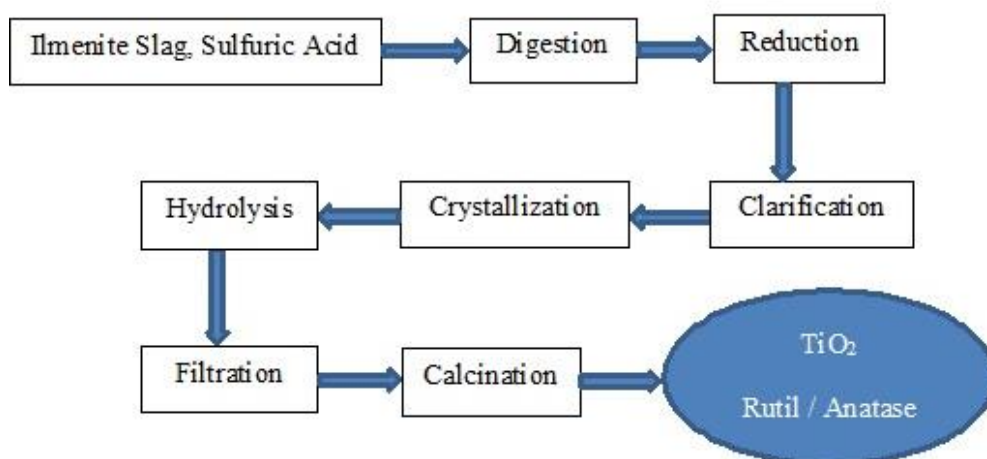 Ilmenite Slag, Sulfuric Acid
Digestion
Reduction
Clarification
Crystallization
Hydrolysis
Filtration
Calcination
TiO₂
Rutil / Anatase